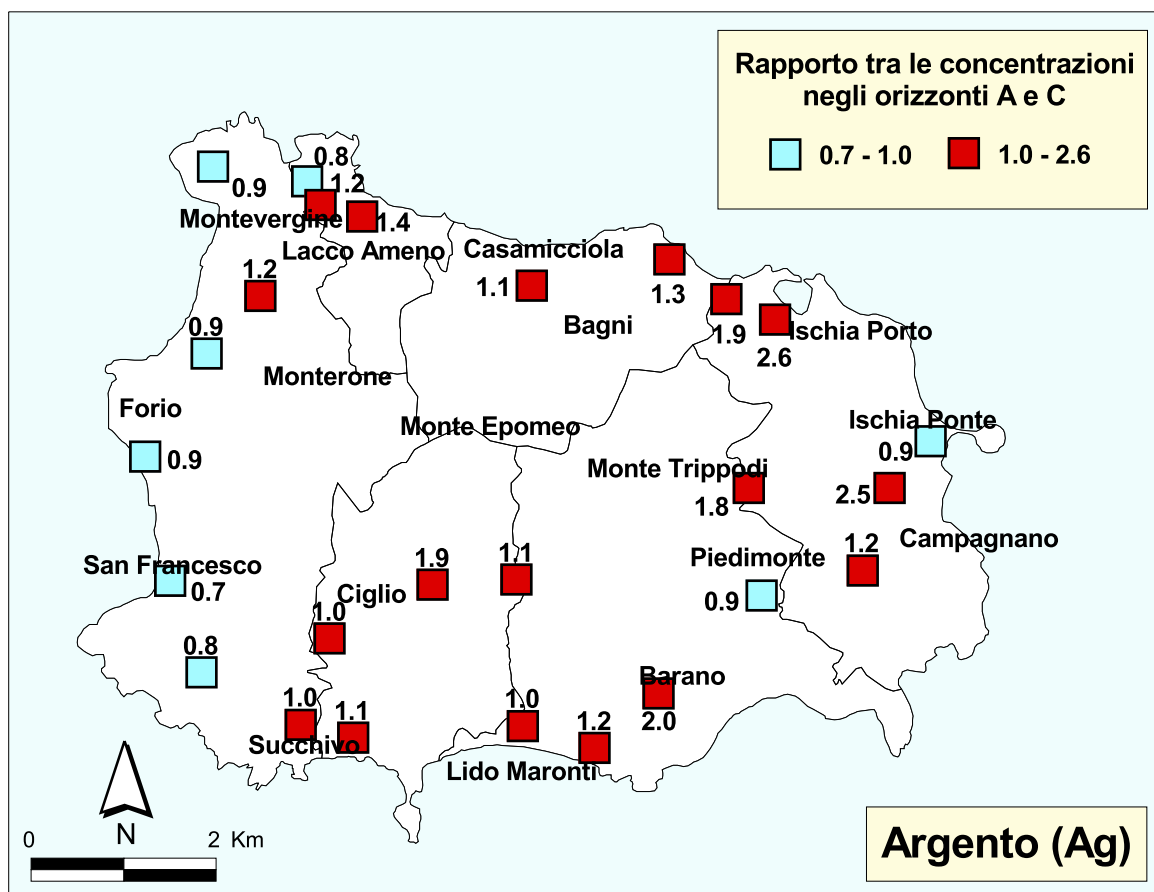 Rapporto tra le concentrazioni
negli orizzonti A e C
0.7 - 1.0
1.0 - 2.6
0.8
0.9
1.2
Montevergine
1.4
Lacco Ameno
Casamicciola
1.2
1.1
1.3
1.9
0.9
Bagni
Ischia Porto
2.6
Monterone
Forio
Monte Epomeo
Ischia Ponte
0.9
0.9
Monte Trippodi
1.8
2.5
Campagnano
1.2
San Francesco
0.7
1.9
1.1
Piedimonte
Ciglio
0.9
1.0
0.8
Barano
1.0
1.1
1.0
1.2
2.0
Succhivo
Lido Maronti
N
0
2 Km
Argento (Ag)